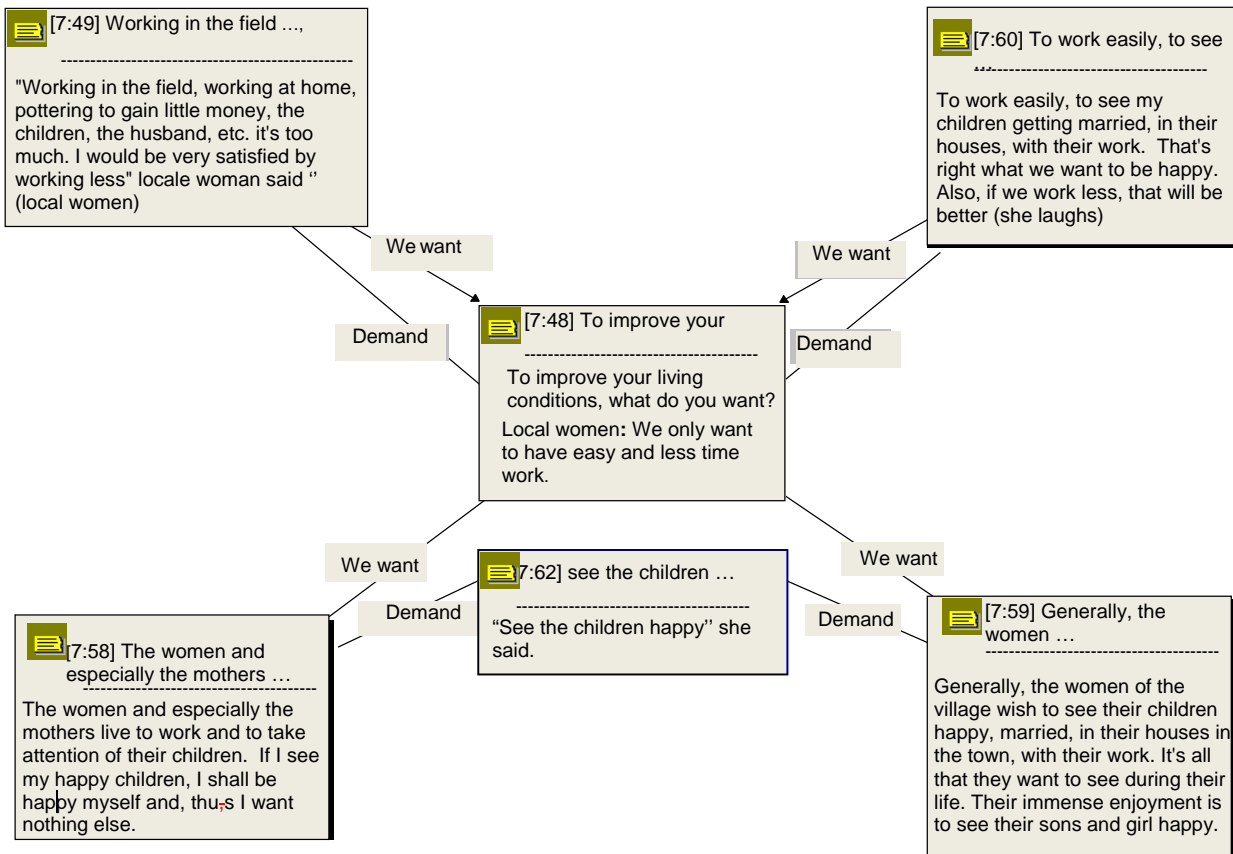 [7:49] Working in the field ...,
--------------------------------------------------
"Working in the field, working at home,
pottering to gain little money, the
children, the husband, etc. it's too
much. I would be very satisfied by
working less" locale woman said ‘’
(local women)
[7:60] To work easily, to see
…----------------------------------------
To work easily, to see my
children getting married, in their
houses, with their work.  That's
right what we want to be happy.
Also, if we work less, that will be
better (she laughs)
We want
We want
Demand
Demand
[7:48] To improve your
----------------------------------------
To improve your living
conditions, what do you want?
Local women: We only want
to have easy and less time
work.
We want
We want
Demand
Demand
[7:62] see the children …
----------------------------------------
“See the children happy’’ she
said.
[7:58] The women and
especially the mothers …
----------------------------------------
The women and especially the
mothers live to work and to take
attention of their children.  If I see
my happy children, I shall be
happy myself and, thu,s I want
nothing else.
[7:59] Generally, the
women …
----------------------------------------
Generally, the women of the
village wish to see their children
happy, married, in their houses in
the town, with their work. It's all
that they want to see during their
life. Their immense enjoyment is
to see their sons and girl happy.